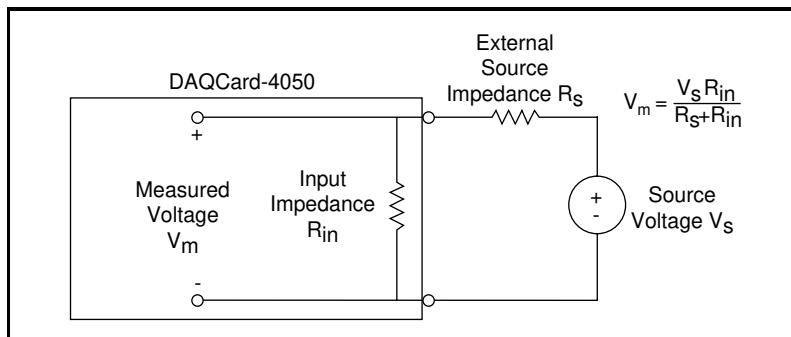 DAQCard-4050
External
Source
Impedance Rs
Vm = VsRin
Rs+Rin
+
Measured
Voltage
Vm
-
Input
Impedance
Rin
+
-
Source
Voltage Vs